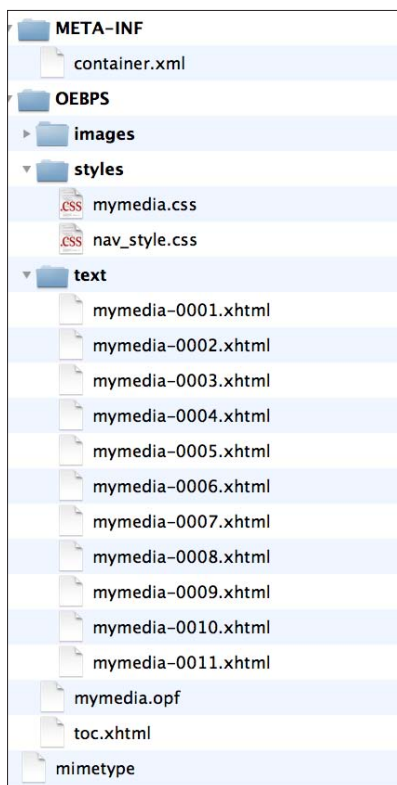 META-INF
container.xml
OEBPS
images
styles
.css mymedia.css
.css nav_style.css
text
mymedia-0001.xhtml
mymedia-0002.xhtml
mymedia-0003.xhtml
mymedia-0004.xhtml
mymedia-0005.xhtml
mymedia-0006.xhtml
mymedia-0007.xhtml
mymedia-0008.xhtml
mymedia-0009.xhtml
mymedia-0010.xhtml
mymedia-0011.xhtml
mymedia.opf
toc.xhtml
mimetype